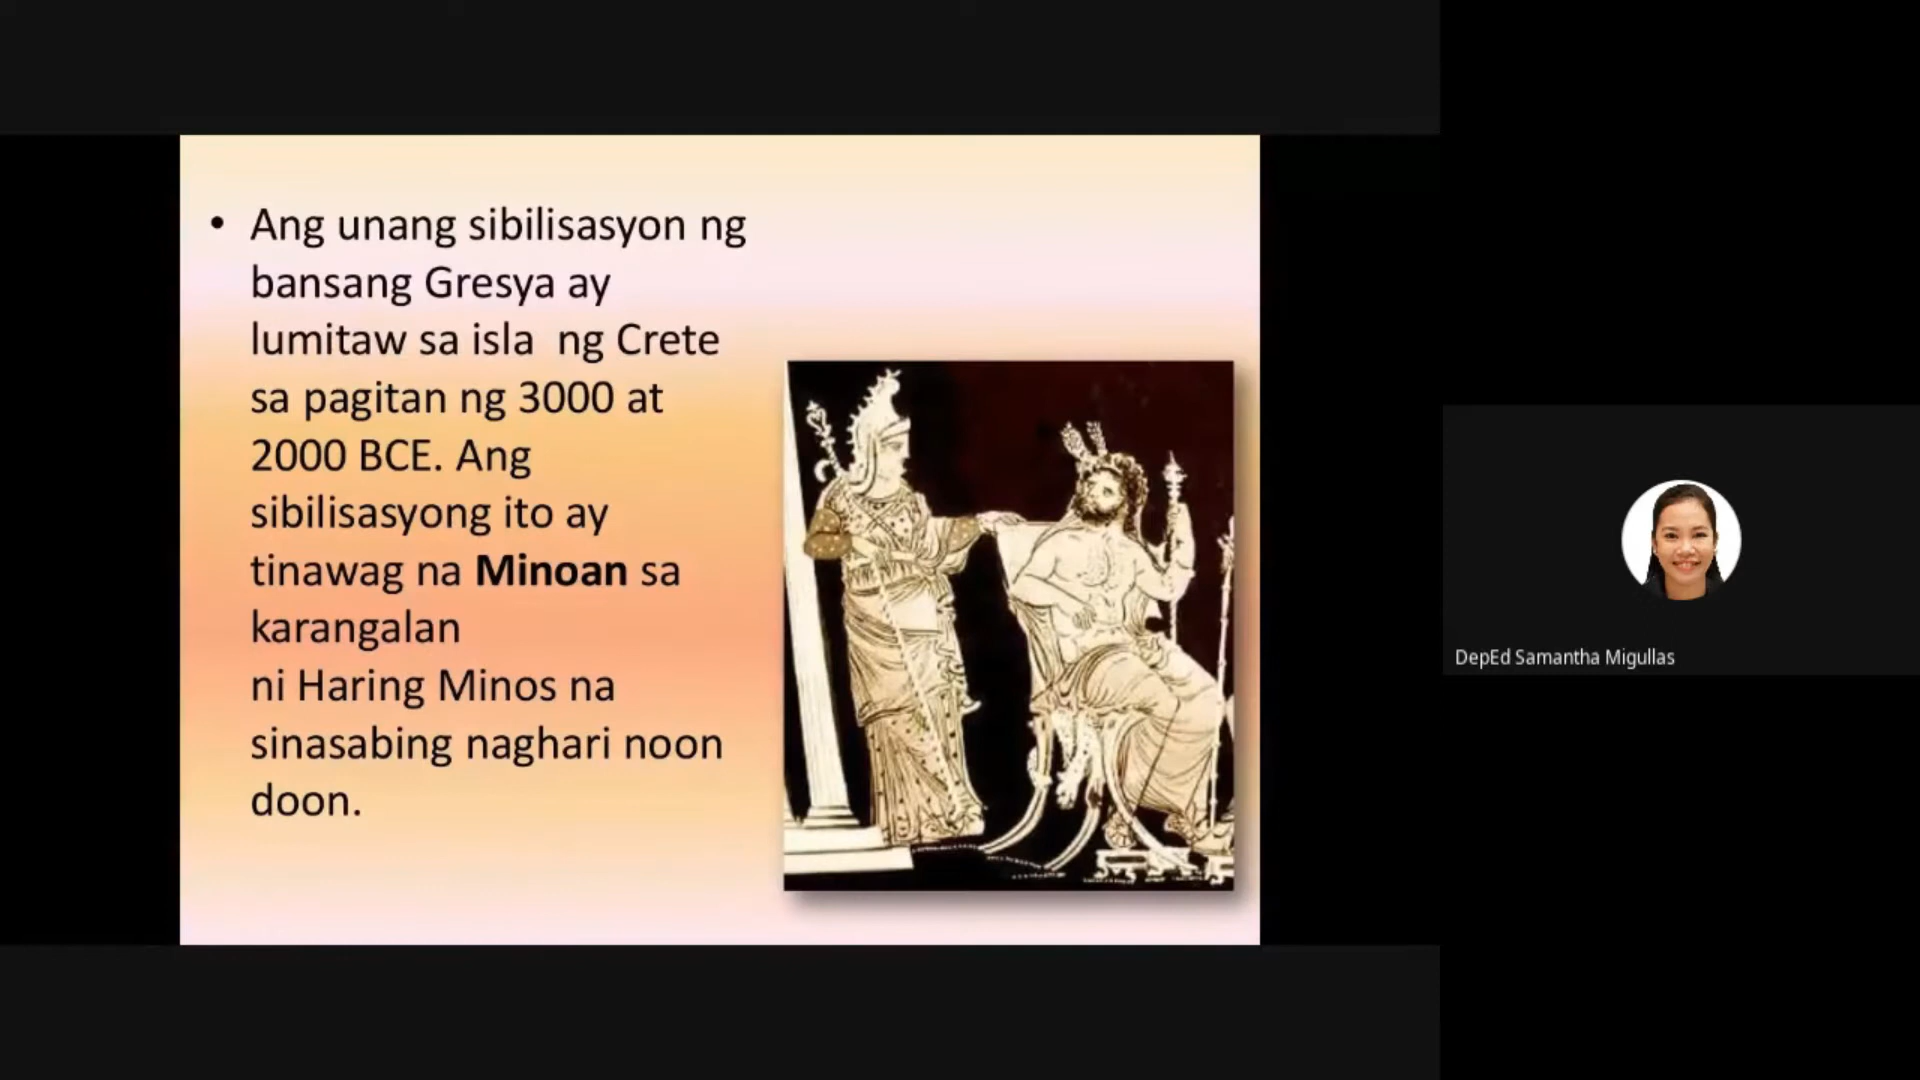 • Ang unang sibilisasyon ng
bansang Gresya ay
lumitaw sa isla  ng Crete
sa pagitan ng 3000 at
2000 BCE. Ang
sibilisasyong ito ay
tinawag na Minoan sa
karangalan
ni Haring Minos na
sinasabing naghari noon
doon.
DepEd Samantha Migullas